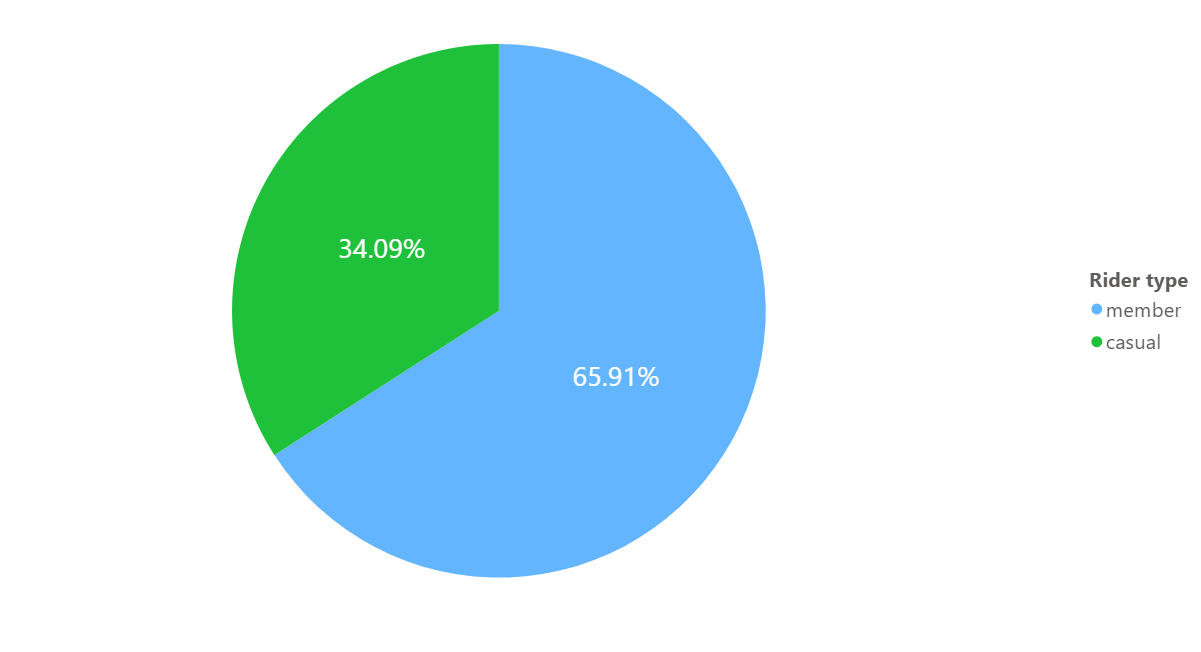 34.09%
65.91%
Rider type
member
casual